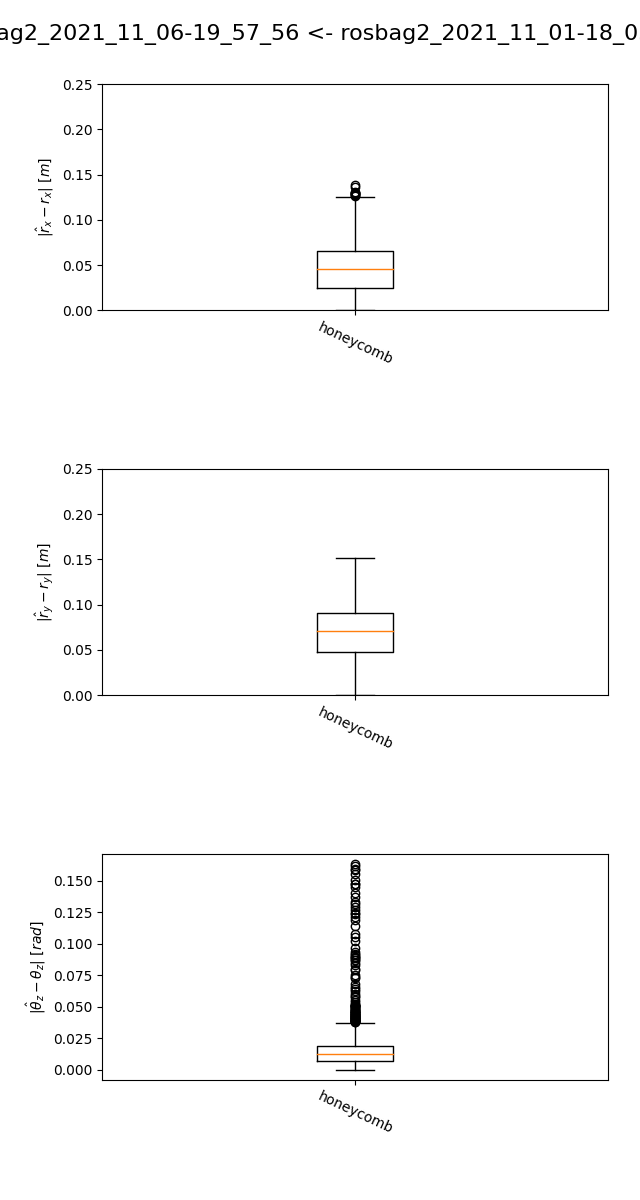 ag2_2021_11_06-19_57_56 <- rosbag2_2021_11_01-18_0
0.25
0.20
0.15
0.10
0.05
0.00
|r̂x − rx| [m]
honeycomb
0.25
0.20
0.15
0.10
0.05
0.00
|r̂y − ry| [m]
honeycomb
0.150
0.125
0.100
0.075
0.050
0.025
0.000
|θ̂z − θz| [rad]
honeycomb